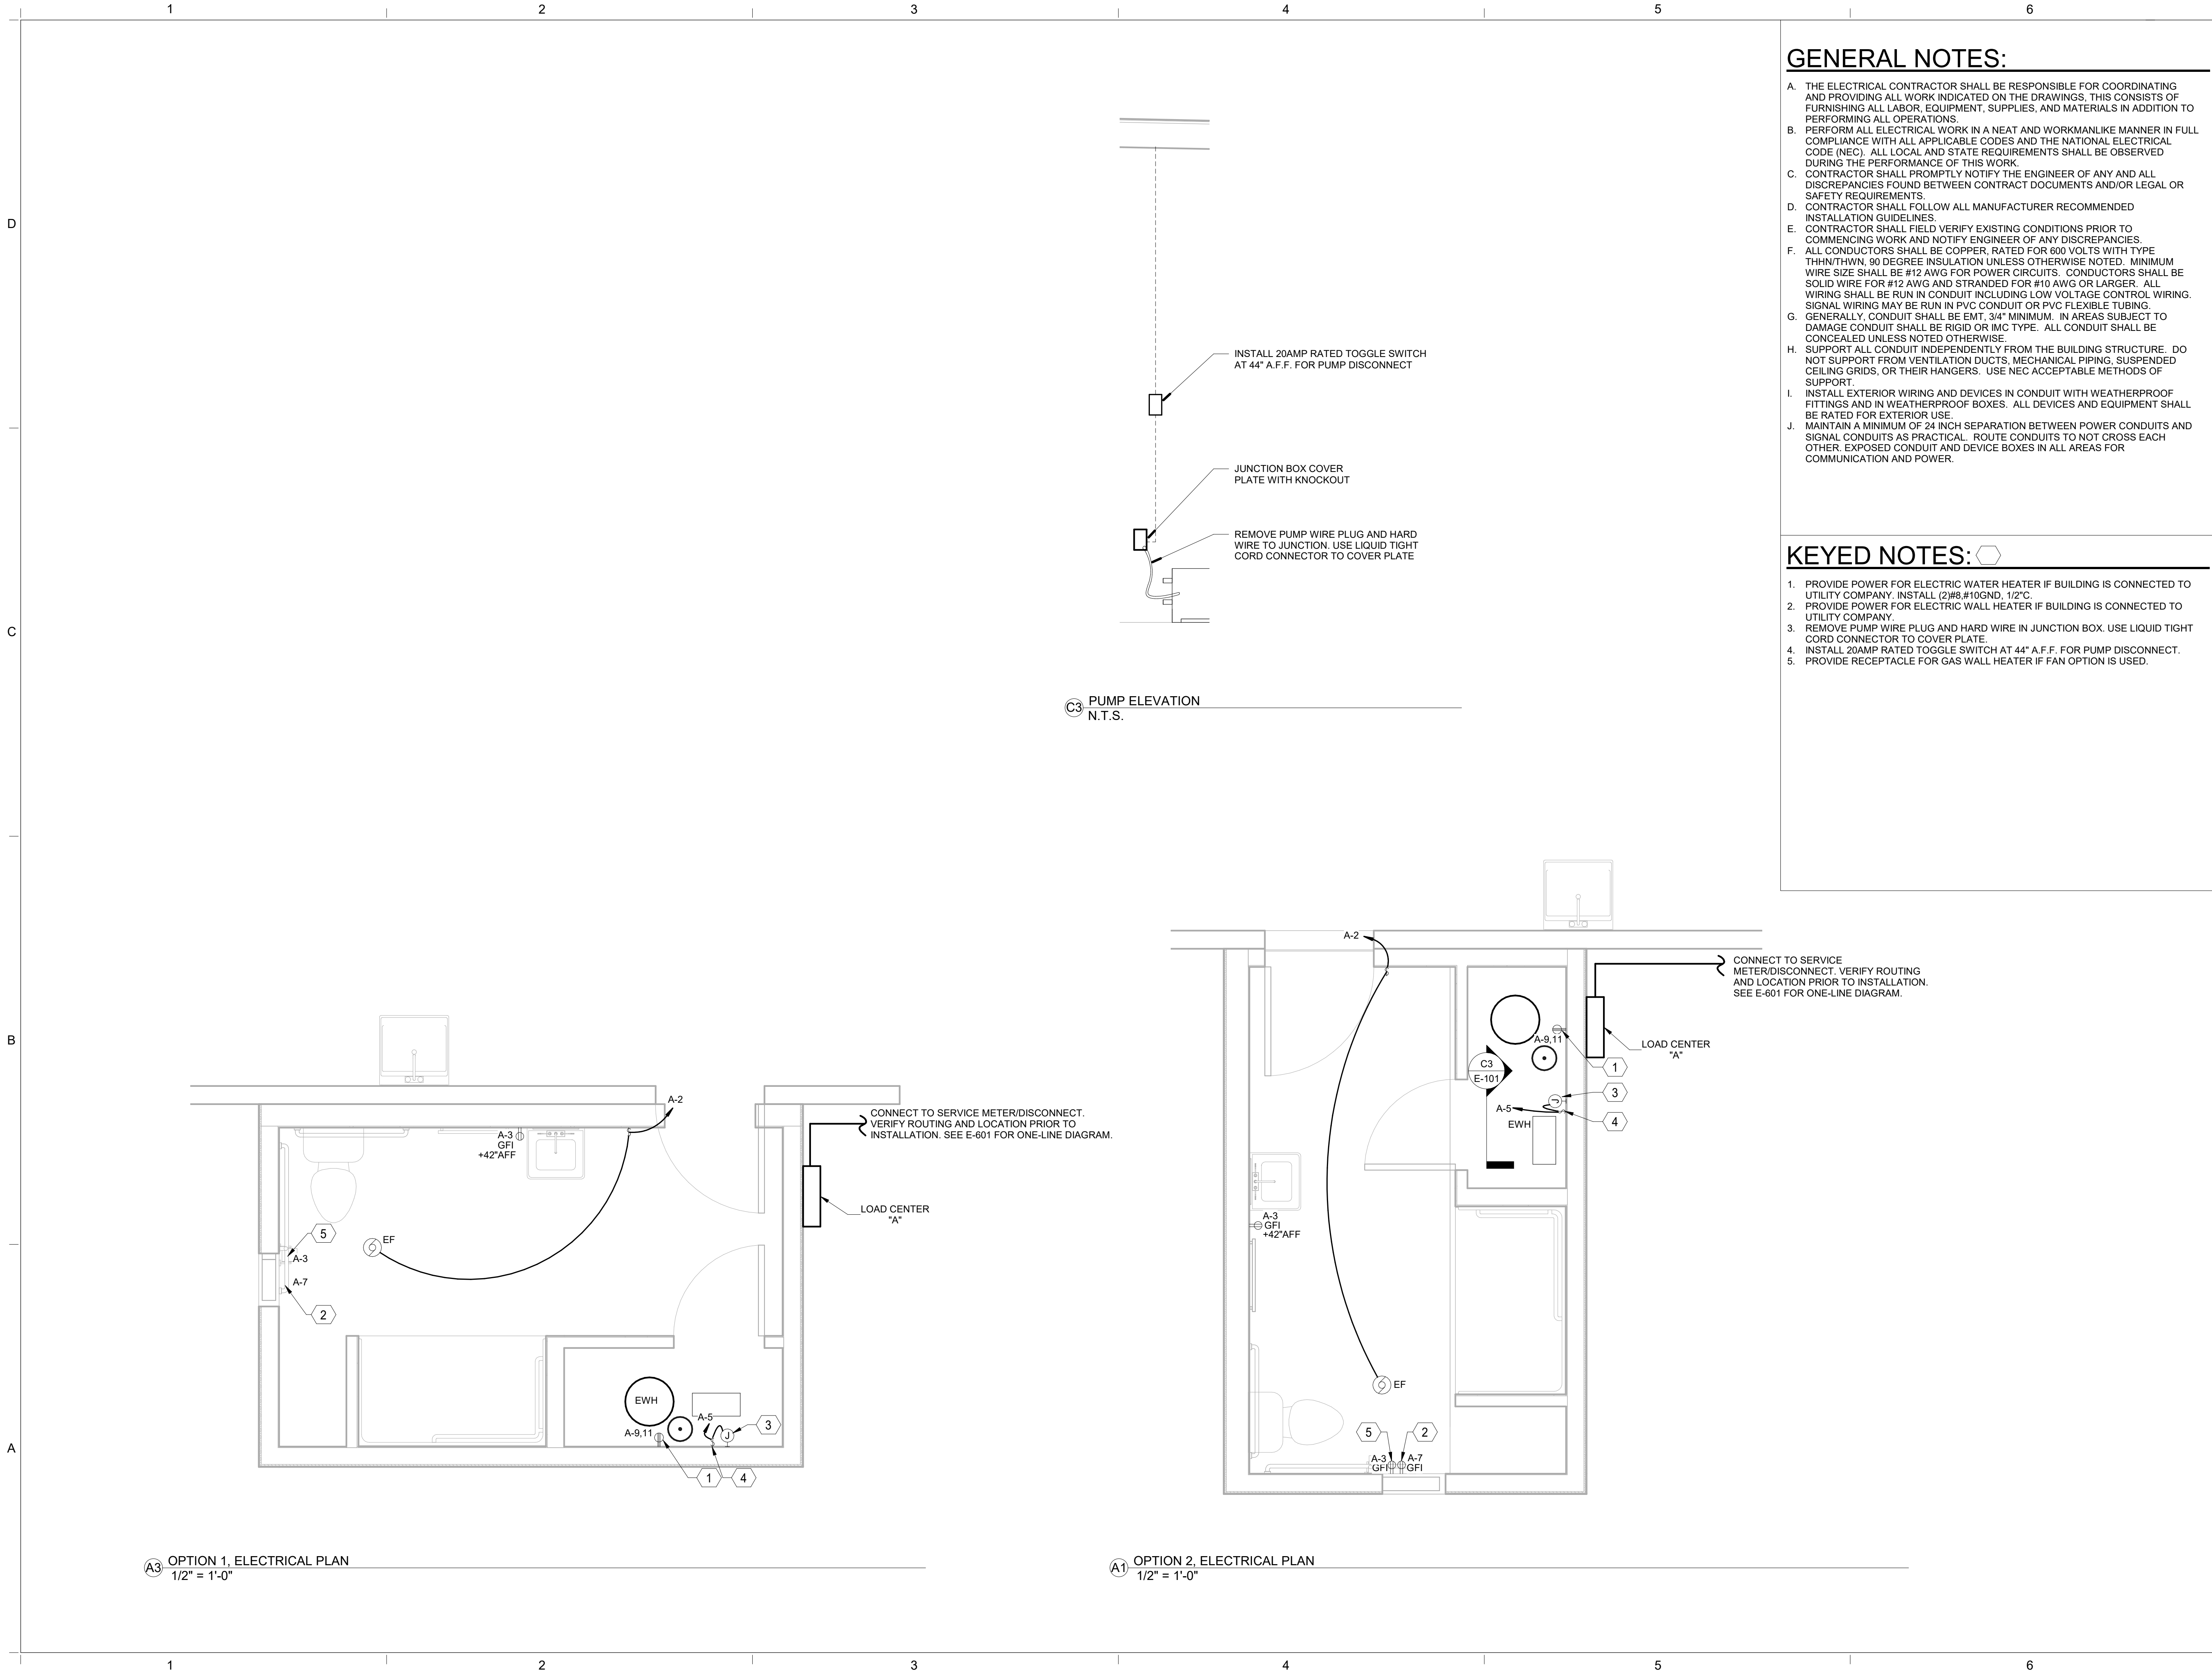 1 2 3 4 5 6
GENERAL NOTES:
A. THE ELECTRICAL CONTRACTOR SHALL BE RESPONSIBLE FOR COORDINATING
AND PROVIDING ALL WORK INDICATED ON THE DRAWINGS, THIS CONSISTS OF
FURNISHING ALL LABOR, EQUIPMENT, SUPPLIES, AND MATERIALS IN ADDITION TO
PERFORMING ALL OPERATIONS.
B. PERFORM ALL ELECTRICAL WORK IN A NEAT AND WORKMANLIKE MANNER IN FULL
COMPLIANCE WITH ALL APPLICABLE CODES AND THE NATIONAL ELECTRICAL
CODE (NEC). ALL LOCAL AND STATE REQUIREMENTS SHALL BE OBSERVED
DURING THE PERFORMANCE OF THIS WORK.
C. CONTRACTOR SHALL PROMPTLY NOTIFY THE ENGINEER OF ANY AND ALL
DISCREPANCIES FOUND BETWEEN CONTRACT DOCUMENTS AND/OR LEGAL OR
SAFETY REQUIREMENTS.
D. CONTRACTOR SHALL FOLLOW ALL MANUFACTURER RECOMMENDED
INSTALLATION GUIDELINES.
E. CONTRACTOR SHALL FIELD VERIFY EXISTING CONDITIONS PRIOR TO
COMMENCING WORK AND NOTIFY ENGINEER OF ANY DISCREPANCIES.
F. ALL CONDUCTORS SHALL BE COPPER, RATED FOR 600 VOLTS WITH TYPE
THHN/THWN, 90 DEGREE INSULATION UNLESS OTHERWISE NOTED. MINIMUM
WIRE SIZE SHALL BE #12 AWG FOR POWER CIRCUITS. CONDUCTORS SHALL BE
SOLID WIRE FOR #12 AWG AND STRANDED FOR #10 AWG OR LARGER. ALL
WIRING SHALL BE RUN IN CONDUIT INCLUDING LOW VOLTAGE CONTROL WIRING.
SIGNAL WIRING MAY BE RUN IN PVC CONDUIT OR PVC FLEXIBLE TUBING.
G. GENERALLY, CONDUIT SHALL BE EMT, 3/4" MINIMUM. IN AREAS SUBJECT TO
DAMAGE CONDUIT SHALL BE RIGID OR IMC TYPE. ALL CONDUIT SHALL BE
CONCEALED UNLESS NOTED OTHERWISE.
H. SUPPORT ALL CONDUIT INDEPENDENTLY FROM THE BUILDING STRUCTURE. DO
NOT SUPPORT FROM VENTILATION DUCTS, MECHANICAL PIPING, SUSPENDED
CEILING GRIDS, OR THEIR HANGERS. USE NEC ACCEPTABLE METHODS OF
SUPPORT.
I. INSTALL EXTERIOR WIRING AND DEVICES IN CONDUIT WITH WEATHERPROOF
FITTINGS AND IN WEATHERPROOF BOXES. ALL DEVICES AND EQUIPMENT SHALL
BE RATED FOR EXTERIOR USE.
J. MAINTAIN A MINIMUM OF 24 INCH SEPARATION BETWEEN POWER CONDUITS AND
SIGNAL CONDUITS AS PRACTICAL. ROUTE CONDUITS TO NOT CROSS EACH
OTHER. EXPOSED CONDUIT AND DEVICE BOXES IN ALL AREAS FOR
COMMUNICATION AND POWER.
KEYED NOTES:
1. PROVIDE POWER FOR ELECTRIC WATER HEATER IF BUILDING IS CONNECTED TO
UTILITY COMPANY. INSTALL (2)#8,#10GND, 1/2"C.
2. PROVIDE POWER FOR ELECTRIC WALL HEATER IF BUILDING IS CONNECTED TO
UTILITY COMPANY.
3. REMOVE PUMP WIRE PLUG AND HARD WIRE IN JUNCTION BOX. USE LIQUID TIGHT
CORD CONNECTOR TO COVER PLATE.
4. INSTALL 20AMP RATED TOGGLE SWITCH AT 44" A.F.F. FOR PUMP DISCONNECT.
5. PROVIDE RECEPTACLE FOR GAS WALL HEATER IF FAN OPTION IS USED.
D
C
B
A
INSTALL 20AMP RATED TOGGLE SWITCH
AT 44" A.F.F. FOR PUMP DISCONNECT
JUNCTION BOX COVER
PLATE WITH KNOCKOUT
REMOVE PUMP WIRE PLUG AND HARD
WIRE TO JUNCTION. USE LIQUID TIGHT
CORD CONNECTOR TO COVER PLATE
C3 PUMP ELEVATION
N.T.S.
A-2
A-3
GFI
+42"AFF
CONNECT TO SERVICE METER/DISCONNECT.
VERIFY ROUTING AND LOCATION PRIOR TO
INSTALLATION. SEE E-601 FOR ONE-LINE DIAGRAM.
LOAD CENTER
"A"
5
EF
A-3
A-7
2
EWH
A-5
3
A-9,11
J
1
4
A3 OPTION 1, ELECTRICAL PLAN
1/2" = 1'-0"
A-2
CONNECT TO SERVICE
METER/DISCONNECT. VERIFY ROUTING
AND LOCATION PRIOR TO INSTALLATION.
SEE E-601 FOR ONE-LINE DIAGRAM.
A-9,11
LOAD CENTER
"A"
C3
E-101
1
3
J
A-5
4
EWH
A-3
GFI
+42"AFF
EF
5
2
A-3
GFI
A-7
GFI
A1 OPTION 2, ELECTRICAL PLAN
1/2" = 1'-0"
1 2 3 4 5 6